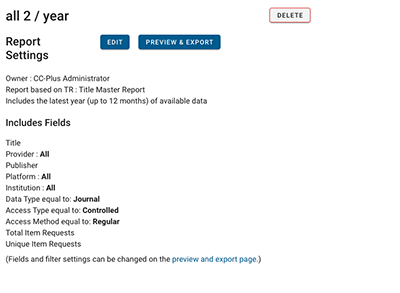 all 2 / year
DELETE
Report
Settings
EDIT
PREVIEW & EXPORT
Owner : CC-Plus Administrator
Report based on TR : Title Master Report
Includes the latest year (up to 12 months) of available data
Includes Fields
Title
Provider : All
Publisher
Platform : All
Institution : All
Data Type equal to: Journal
Access Type equal to: Controlled
Access Method equal to: Regular
Total Item Requests
Unique Item Requests
(Fields and filter settings can be changed on the preview and export page.)